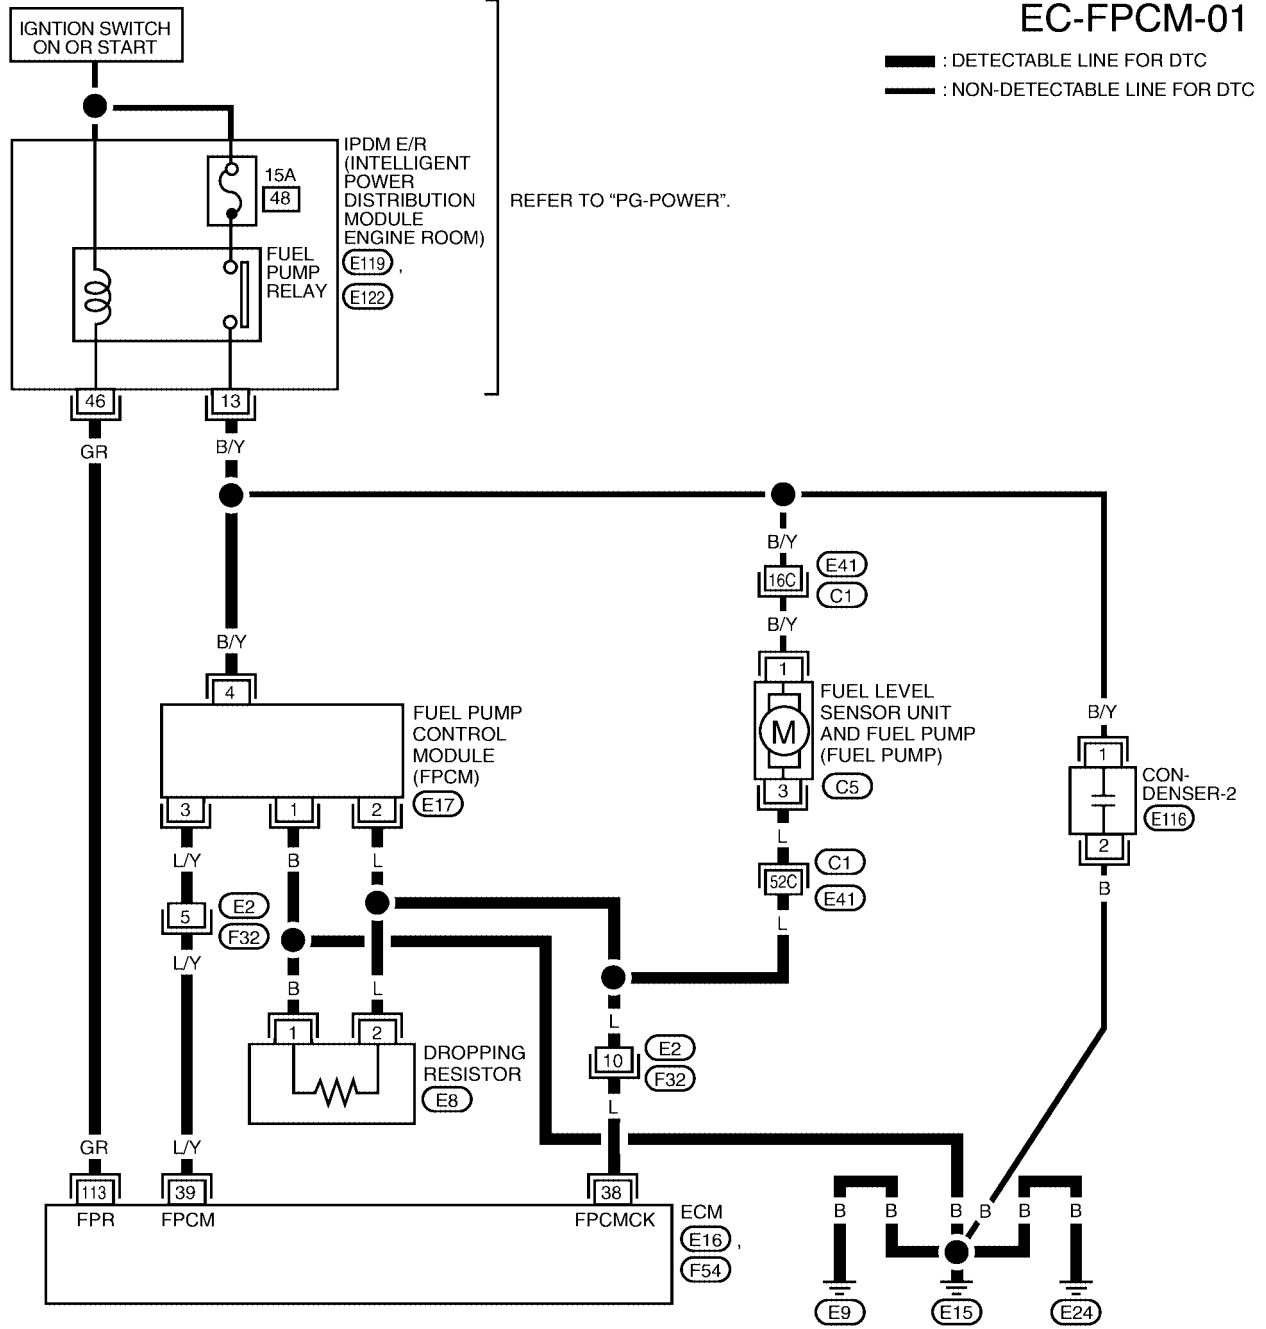 EC-FPCM-01
: DETECTABLE LINE FOR DTC
: NON-DETECTABLE LINE FOR DTC
IGNTION SWITCH
ON OR START
IPDM E/R
(INTELLIGENT
POWER
DISTRIBUTION
MODULE
ENGINE ROOM)
E119 ,
E122
15A
48
REFER TO “PG-POWER”.
FUEL
PUMP
RELAY
46
13
GR
B/Y
B/Y
16C
E41
C1
B/Y
B/Y
4
1
FUEL LEVEL
SENSOR UNIT
AND FUEL PUMP
(FUEL PUMP)
M
3
C5
B/Y
1
CON-
DENSER-2
E116
2
B
FUEL PUMP
CONTROL
MODULE
(FPCM)
E17
3
1
2
L/Y
B
L
L
C1
52C
E41
L
5
E2
F32
L/Y
B
L
1
2
DROPPING
RESISTOR
E8
L
10
E2
F32
L
GR
L/Y
113
39
38
FPR
FPCM
FPCMCK
ECM
E16 ,
F54
B
B
B
B
B
B
E9
E15
E24